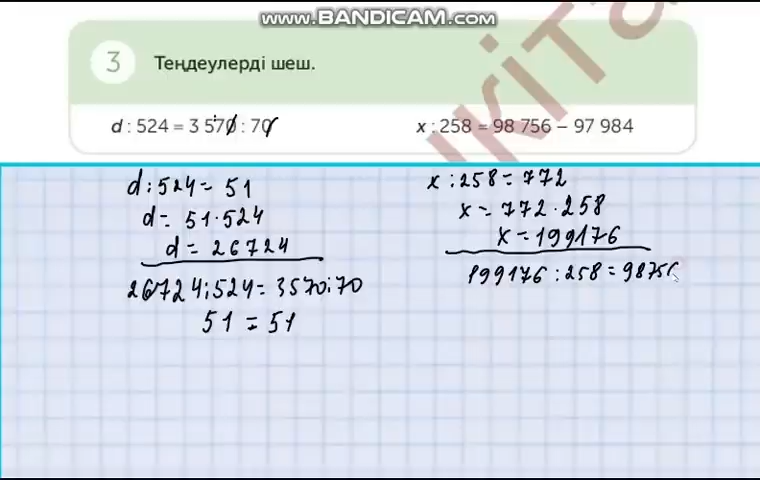 www.BANDICAM.com
3 Теңдеулерді шеш.
d : 524 = 3 570 : 70
x : 258 = 98 756 − 97 984
d : 524 = 51
d = 51 · 524
d = 26724
26724 : 524 = 3570 : 70
51 = 51
x : 258 = 772
x = 772 · 258
x = 199176
199176 : 258 = 98756